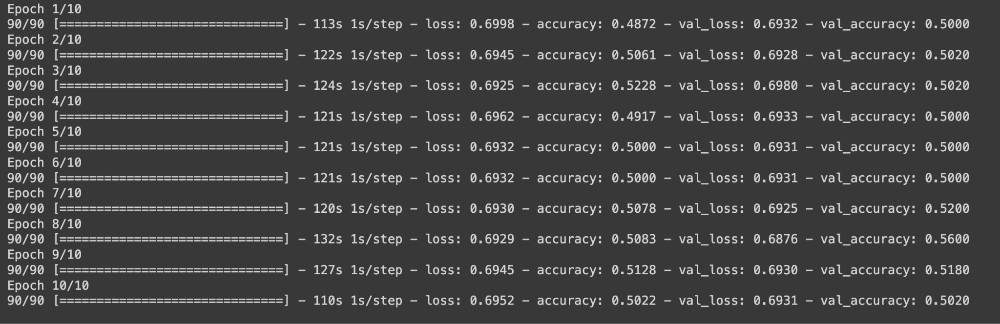 Epoch 1/10
90/90 [==============================] - 113s 1s/step - loss: 0.6998 - accuracy: 0.4872 - val_loss: 0.6932 - val_accuracy: 0.5000
Epoch 2/10
90/90 [==============================] - 122s 1s/step - loss: 0.6945 - accuracy: 0.5061 - val_loss: 0.6928 - val_accuracy: 0.5020
Epoch 3/10
90/90 [==============================] - 124s 1s/step - loss: 0.6925 - accuracy: 0.5228 - val_loss: 0.6980 - val_accuracy: 0.5020
Epoch 4/10
90/90 [==============================] - 121s 1s/step - loss: 0.6962 - accuracy: 0.4917 - val_loss: 0.6933 - val_accuracy: 0.5000
Epoch 5/10
90/90 [==============================] - 121s 1s/step - loss: 0.6932 - accuracy: 0.5000 - val_loss: 0.6931 - val_accuracy: 0.5000
Epoch 6/10
90/90 [==============================] - 121s 1s/step - loss: 0.6932 - accuracy: 0.5000 - val_loss: 0.6931 - val_accuracy: 0.5000
Epoch 7/10
90/90 [==============================] - 120s 1s/step - loss: 0.6930 - accuracy: 0.5078 - val_loss: 0.6925 - val_accuracy: 0.5200
Epoch 8/10
90/90 [==============================] - 132s 1s/step - loss: 0.6929 - accuracy: 0.5083 - val_loss: 0.6876 - val_accuracy: 0.5600
Epoch 9/10
90/90 [==============================] - 127s 1s/step - loss: 0.6945 - accuracy: 0.5128 - val_loss: 0.6930 - val_accuracy: 0.5180
Epoch 10/10
90/90 [==============================] - 110s 1s/step - loss: 0.6952 - accuracy: 0.5022 - val_loss: 0.6931 - val_accuracy: 0.5020